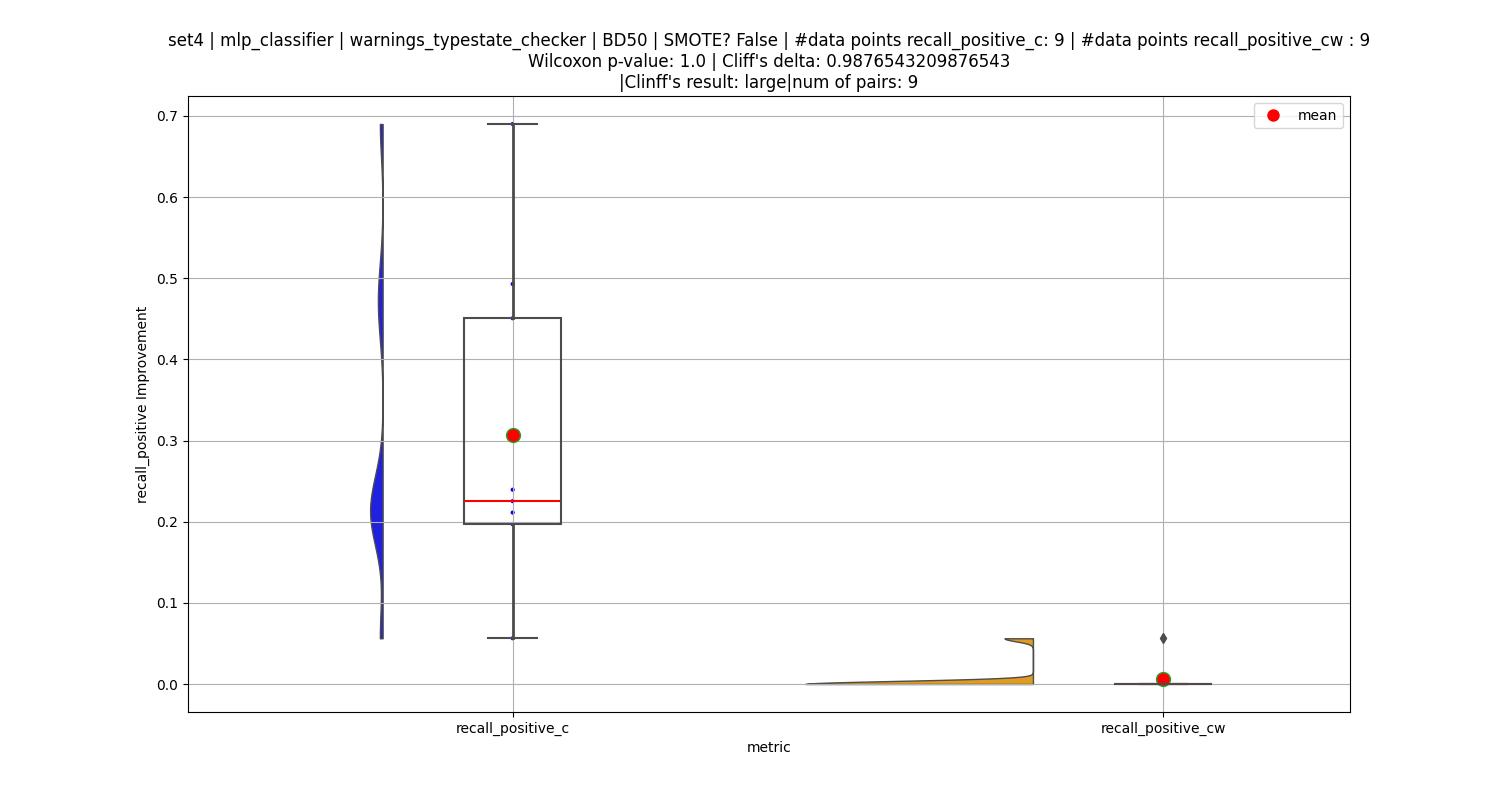 set4 | mlp_classifier | warnings_typestate_checker | BD50 | SMOTE? False | #data points recall_positive_c: 9 | #data points recall_positive_cw : 9
Wilcoxon p-value: 1.0 | Cliff's delta: 0.9876543209876543
|Clinff's result: large|num of pairs: 9
mean
0.7
0.6
0.5
0.4
0.3
0.2
0.1
0.0
recall_positive Improvement
recall_positive_c
recall_positive_cw
metric